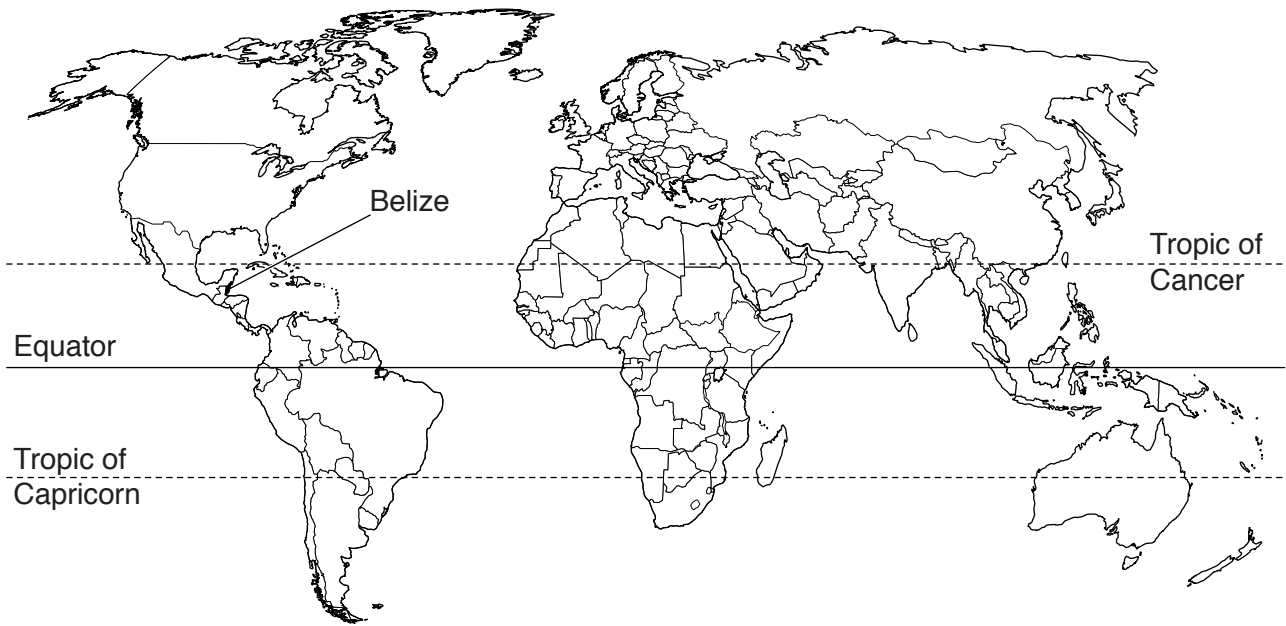 Belize
Tropic of
Cancer
Equator
Tropic of
Capricorn